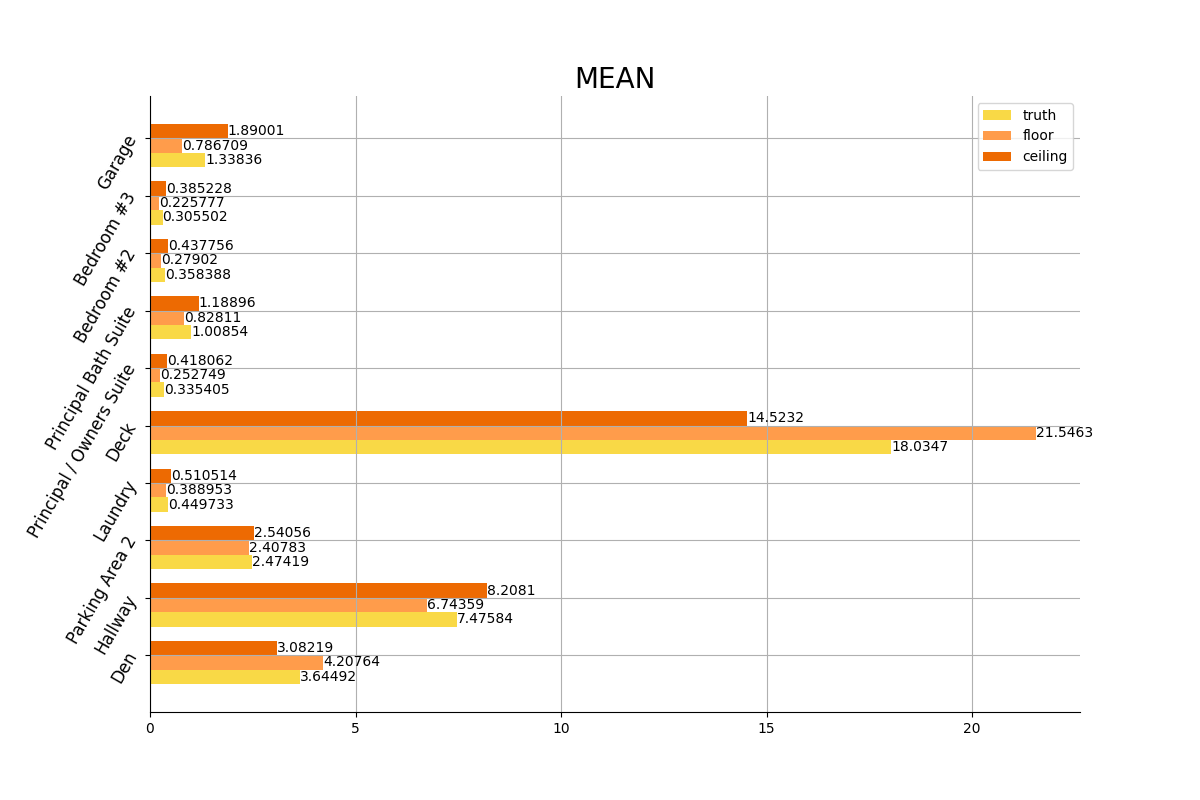 MEAN
truth
floor
ceiling
Garage
1.89001
0.786709
1.33836
Bedroom #3
0.385228
0.225777
0.305502
Bedroom #2
0.437756
0.27902
0.358388
Principal Bath Suite
1.18896
0.82811
1.00854
Principal / Owners Suite
0.418062
0.252749
0.335405
Deck
14.5232
21.5463
18.0347
Laundry
0.510514
0.388953
0.449733
Parking Area 2
2.54056
2.40783
2.47419
Hallway
8.2081
6.74359
7.47584
Den
3.08219
4.20764
3.64492
0 5 10 15 20